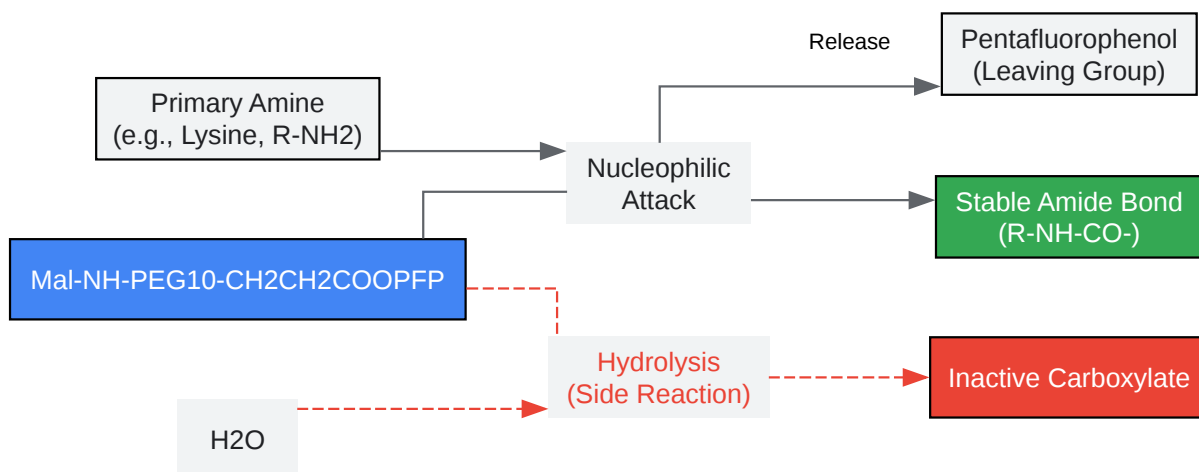 Release
Pentafluorophenol
(Leaving Group)
Primary Amine
(e.g., Lysine, R-NH2)
Nucleophilic
Attack
Stable Amide Bond
(R-NH-CO-)
Mal-NH-PEG10-CH2CH2COOPFP
Hydrolysis
(Side Reaction)
Inactive Carboxylate
H2O